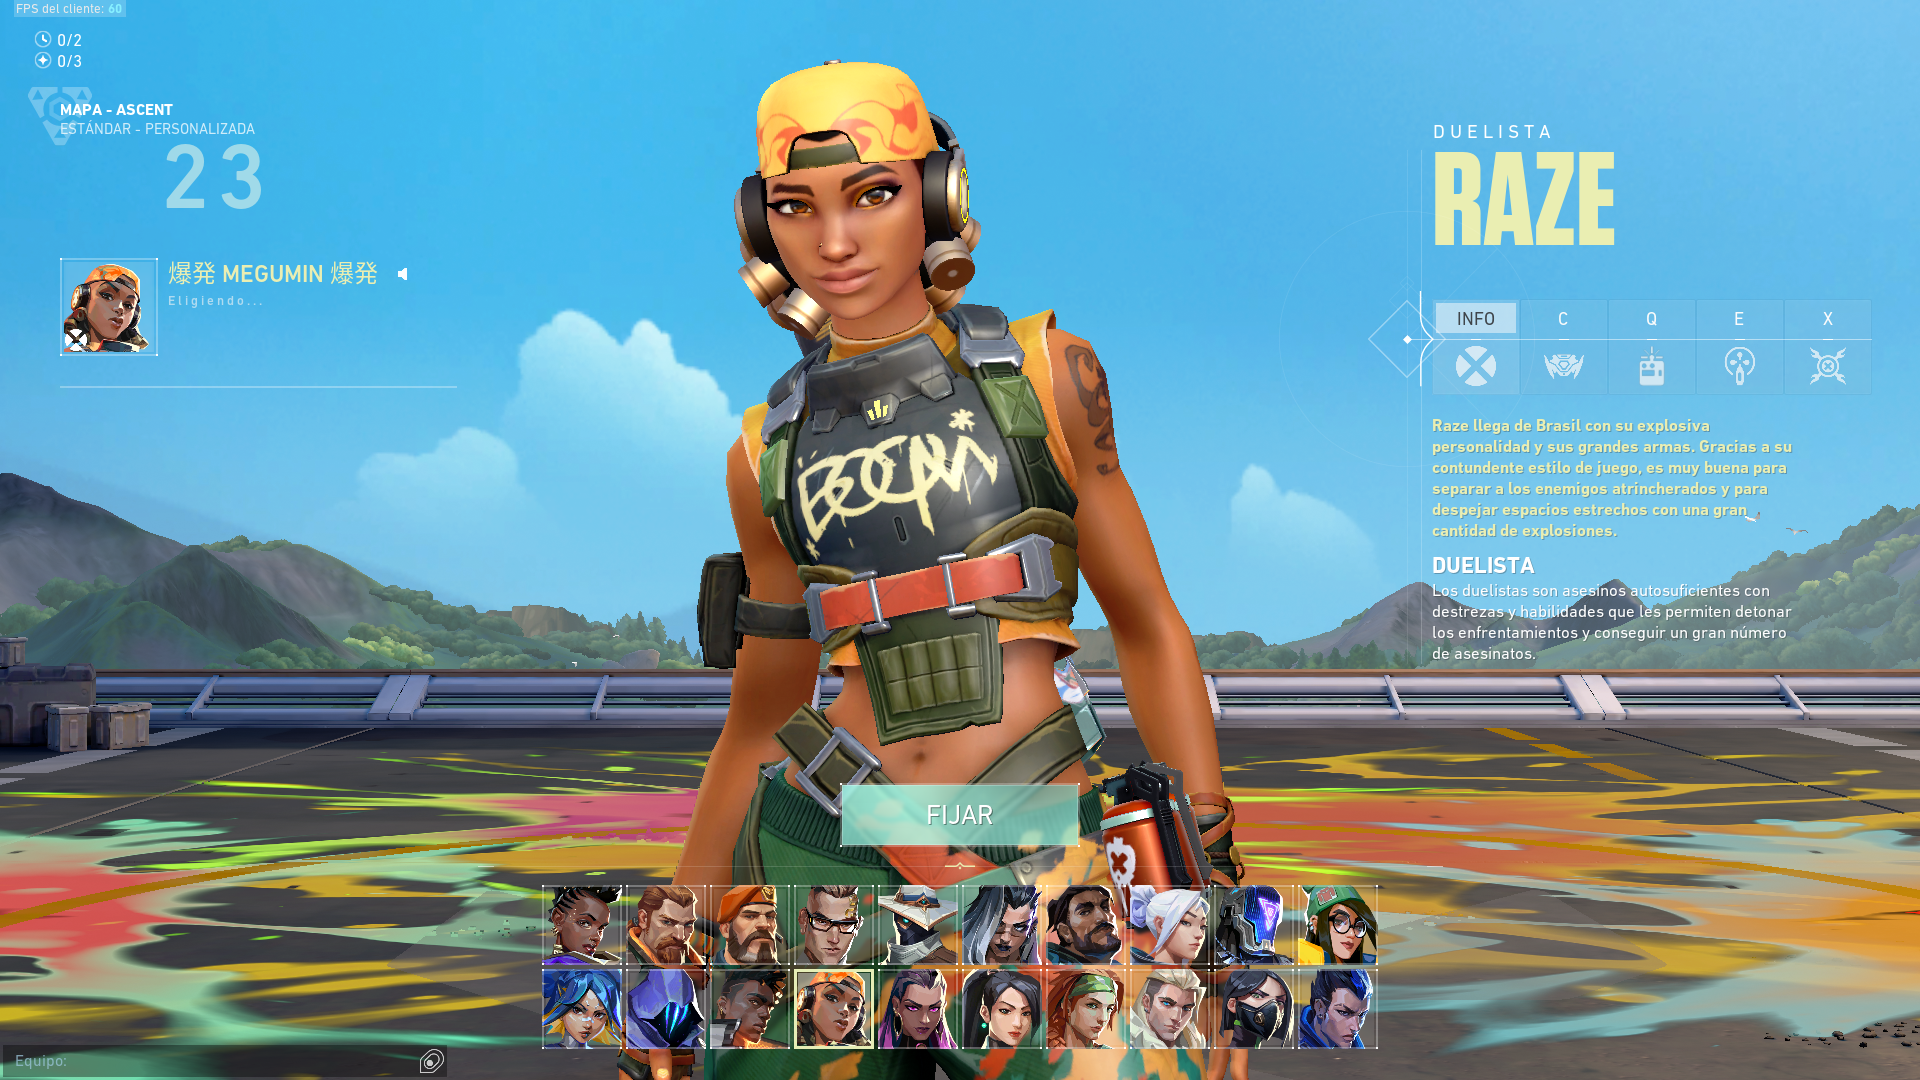 FPS del cliente: 60
0/2
0/3
MAPA - ASCENT
ESTÁNDAR - PERSONALIZADA
23
爆発 MEGUMIN 爆発
Eligiendo...
DUELISTA
RAZE
INFO C Q E X
Raze llega de Brasil con su explosiva
personalidad y sus grandes armas. Gracias a su
contundente estilo de juego, es muy buena para
separar a los enemigos atrincherados y para
despejar espacios estrechos con una gran
cantidad de explosiones.
DUELISTA
Los duelistas son asesinos autosuficientes con
destrezas y habilidades que les permiten detonar
los enfrentamientos y conseguir un gran número
de asesinatos.
BOOM
FIJAR
Equipo: